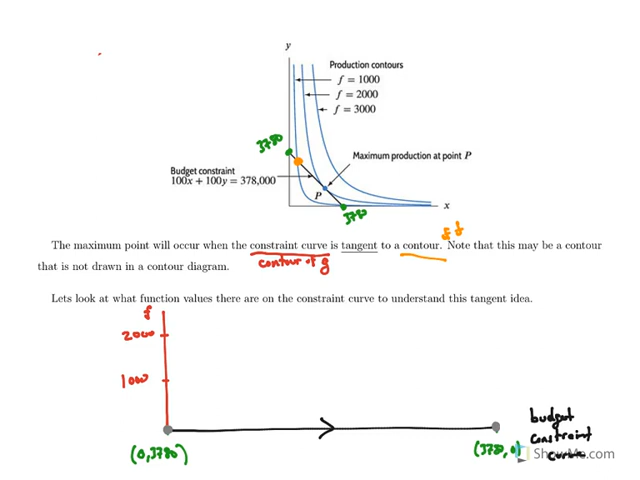 y
Production contours
f = 1000
f = 2000
f = 3000
3780
Maximum production at point P
Budget constraint
100x + 100y = 378,000
P
x
3780
The maximum point will occur when the constraint curve is tangent to a contour. Note that this may be a contour
contour of g
that is not drawn in a contour diagram.
Lets look at what function values there are on the constraint curve to understand this tangent idea.
f
2000
1000
budget
constraint
curve
(0,3780)
ShowMe.com